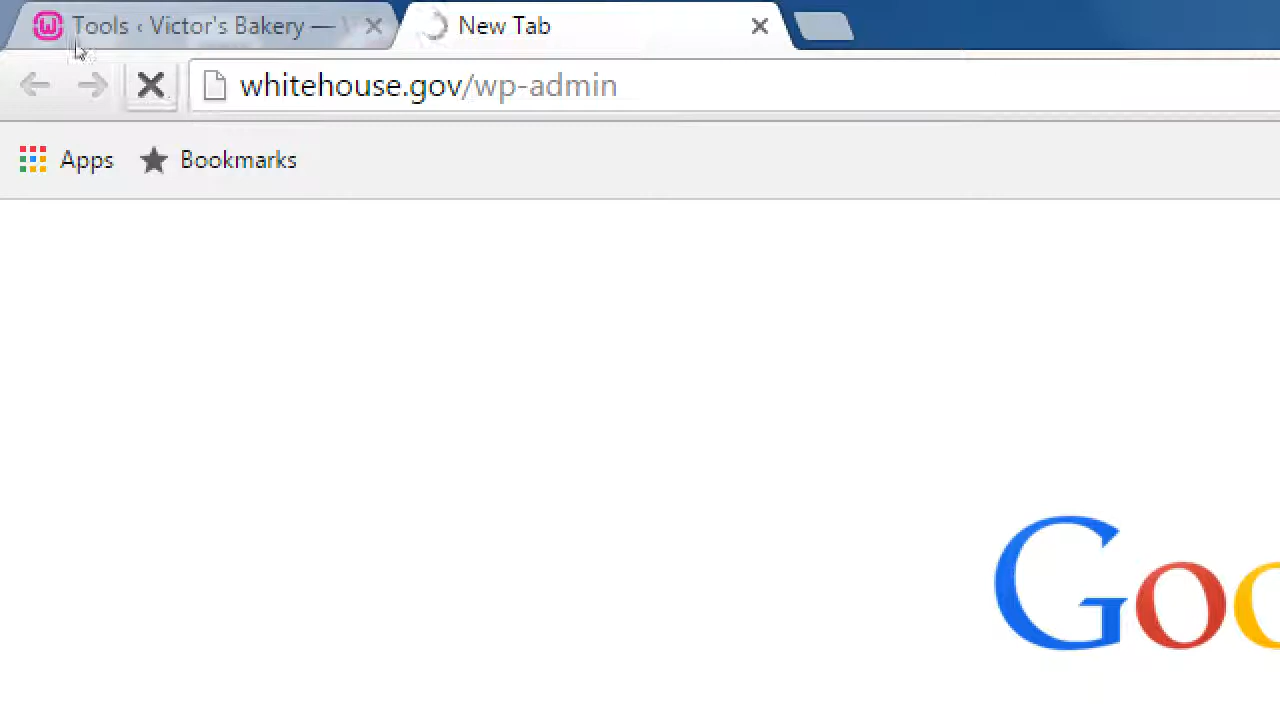 Tools ‹ Victor's Bakery —
New Tab
whitehouse.gov/wp-admin
Apps
Bookmarks
Goo